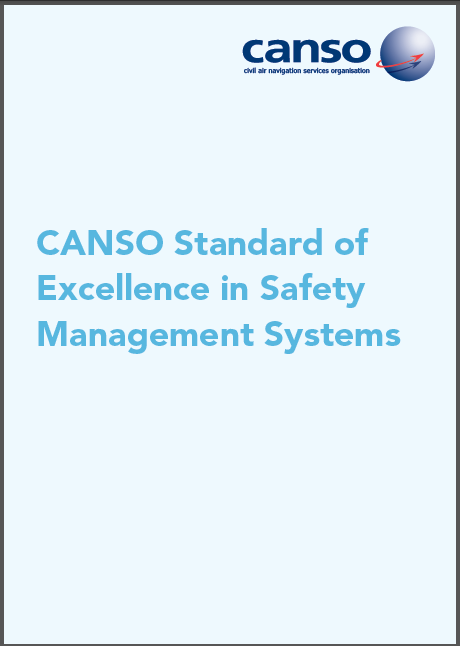 canso
civil air navigation services organisation
CANSO Standard of
Excellence in Safety
Management Systems